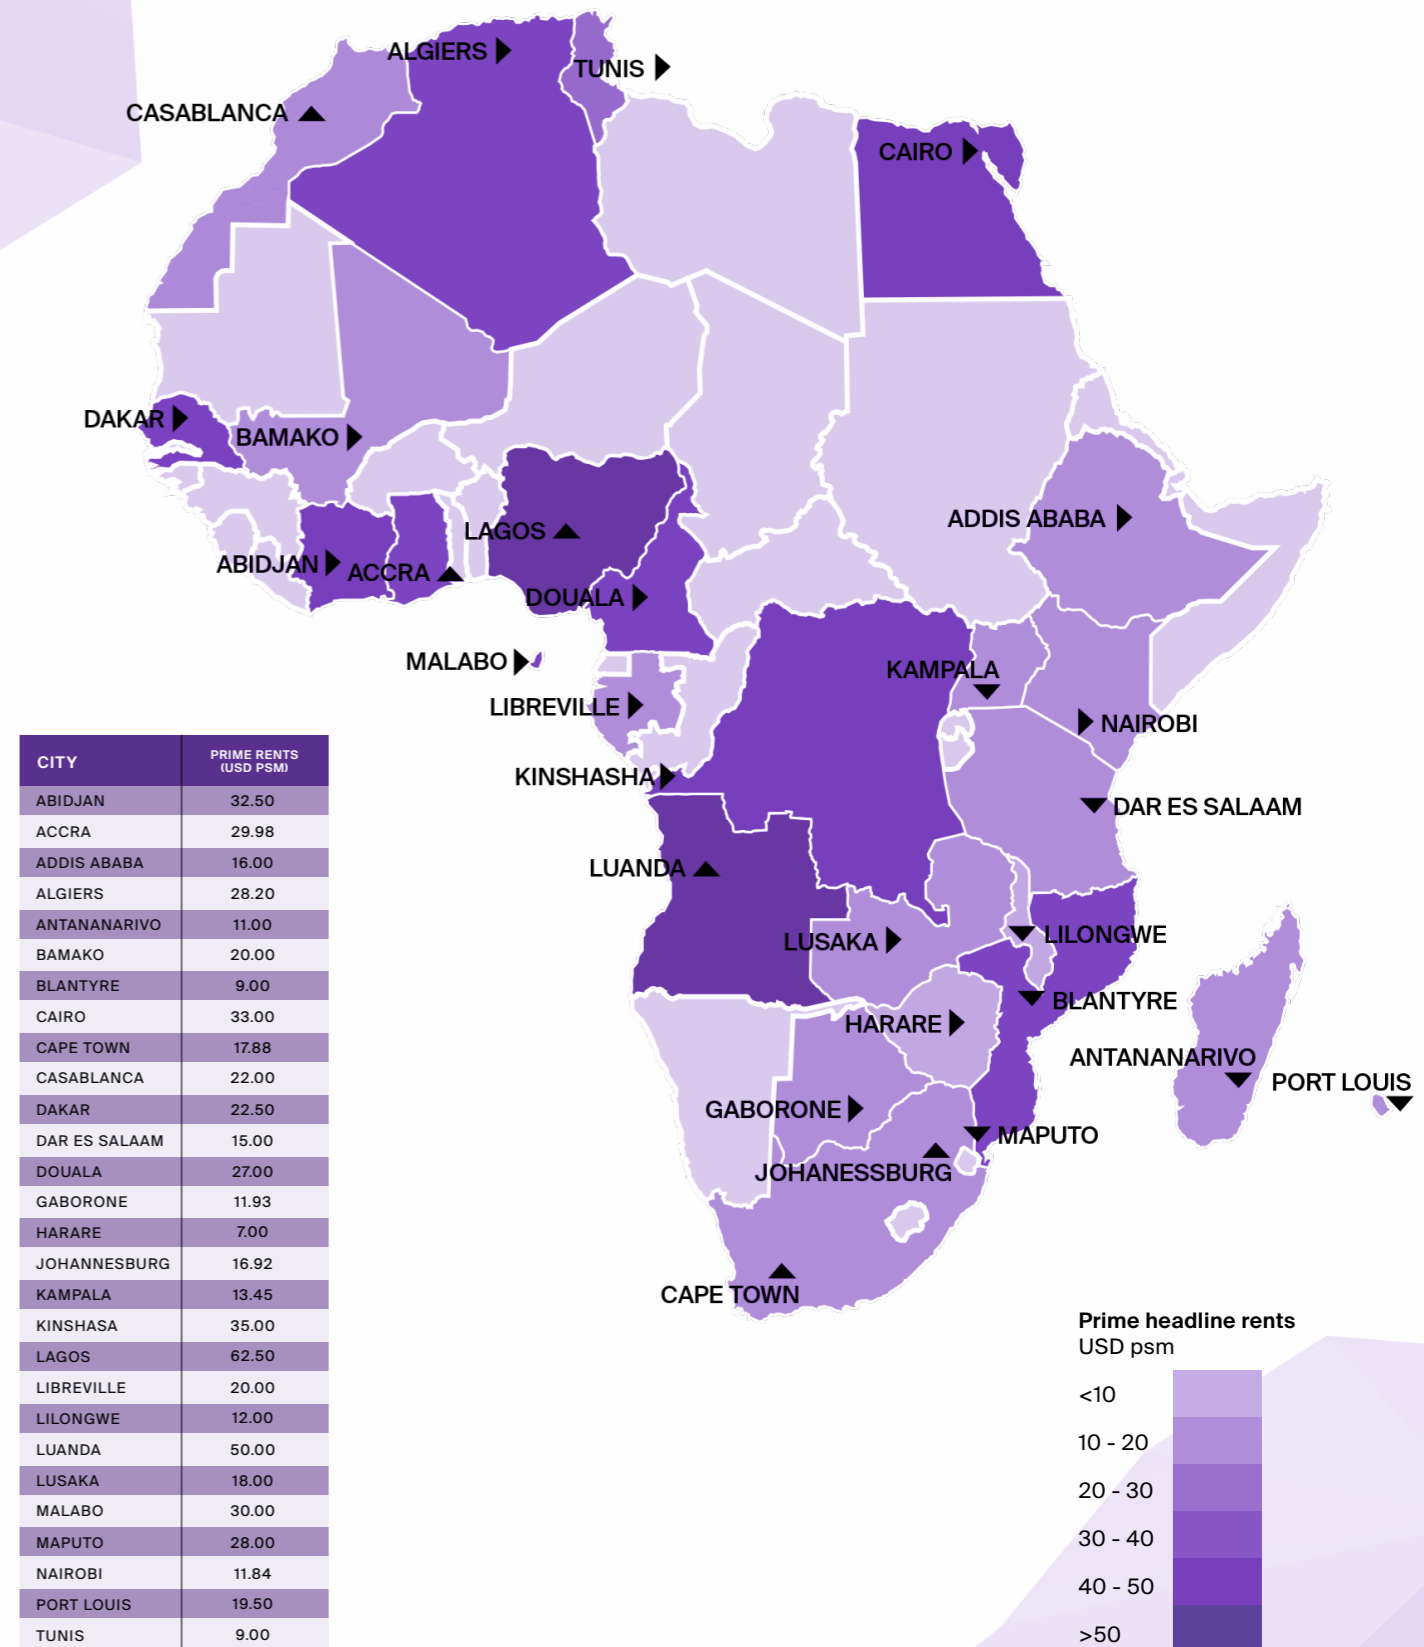 ALGIERS
TUNIS
CASABLANCA
CAIRO
DAKAR
BAMAKO
ADDIS ABABA
LAGOS
ABIDJAN
ACCRA
DOUALA
MALABO
KAMPALA
LIBREVILLE
NAIROBI
KINSHASHA
DAR ES SALAAM
LUANDA
LUSAKA
LILONGWE
BLANTYRE
HARARE
ANTANANARIVO
PORT LOUIS
GABORONE
MAPUTO
JOHANESSBURG
CAPE TOWN
CITY PRIME RENTS
(USD PSM)
ABIDJAN 32.50
ACCRA 29.98
ADDIS ABABA 16.00
ALGIERS 28.20
ANTANANARIVO 11.00
BAMAKO 20.00
BLANTYRE 9.00
CAIRO 33.00
CAPE TOWN 17.88
CASABLANCA 22.00
DAKAR 22.50
DAR ES SALAAM 15.00
DOUALA 27.00
GABORONE 11.93
HARARE 7.00
JOHANNESBURG 16.92
KAMPALA 13.45
KINSHASA 35.00
LAGOS 62.50
LIBREVILLE 20.00
LILONGWE 12.00
LUANDA 50.00
LUSAKA 18.00
MALABO 30.00
MAPUTO 28.00
NAIROBI 11.84
PORT LOUIS 19.50
TUNIS 9.00
Prime headline rents
USD psm
<10
10 - 20
20 - 30
30 - 40
40 - 50
>50